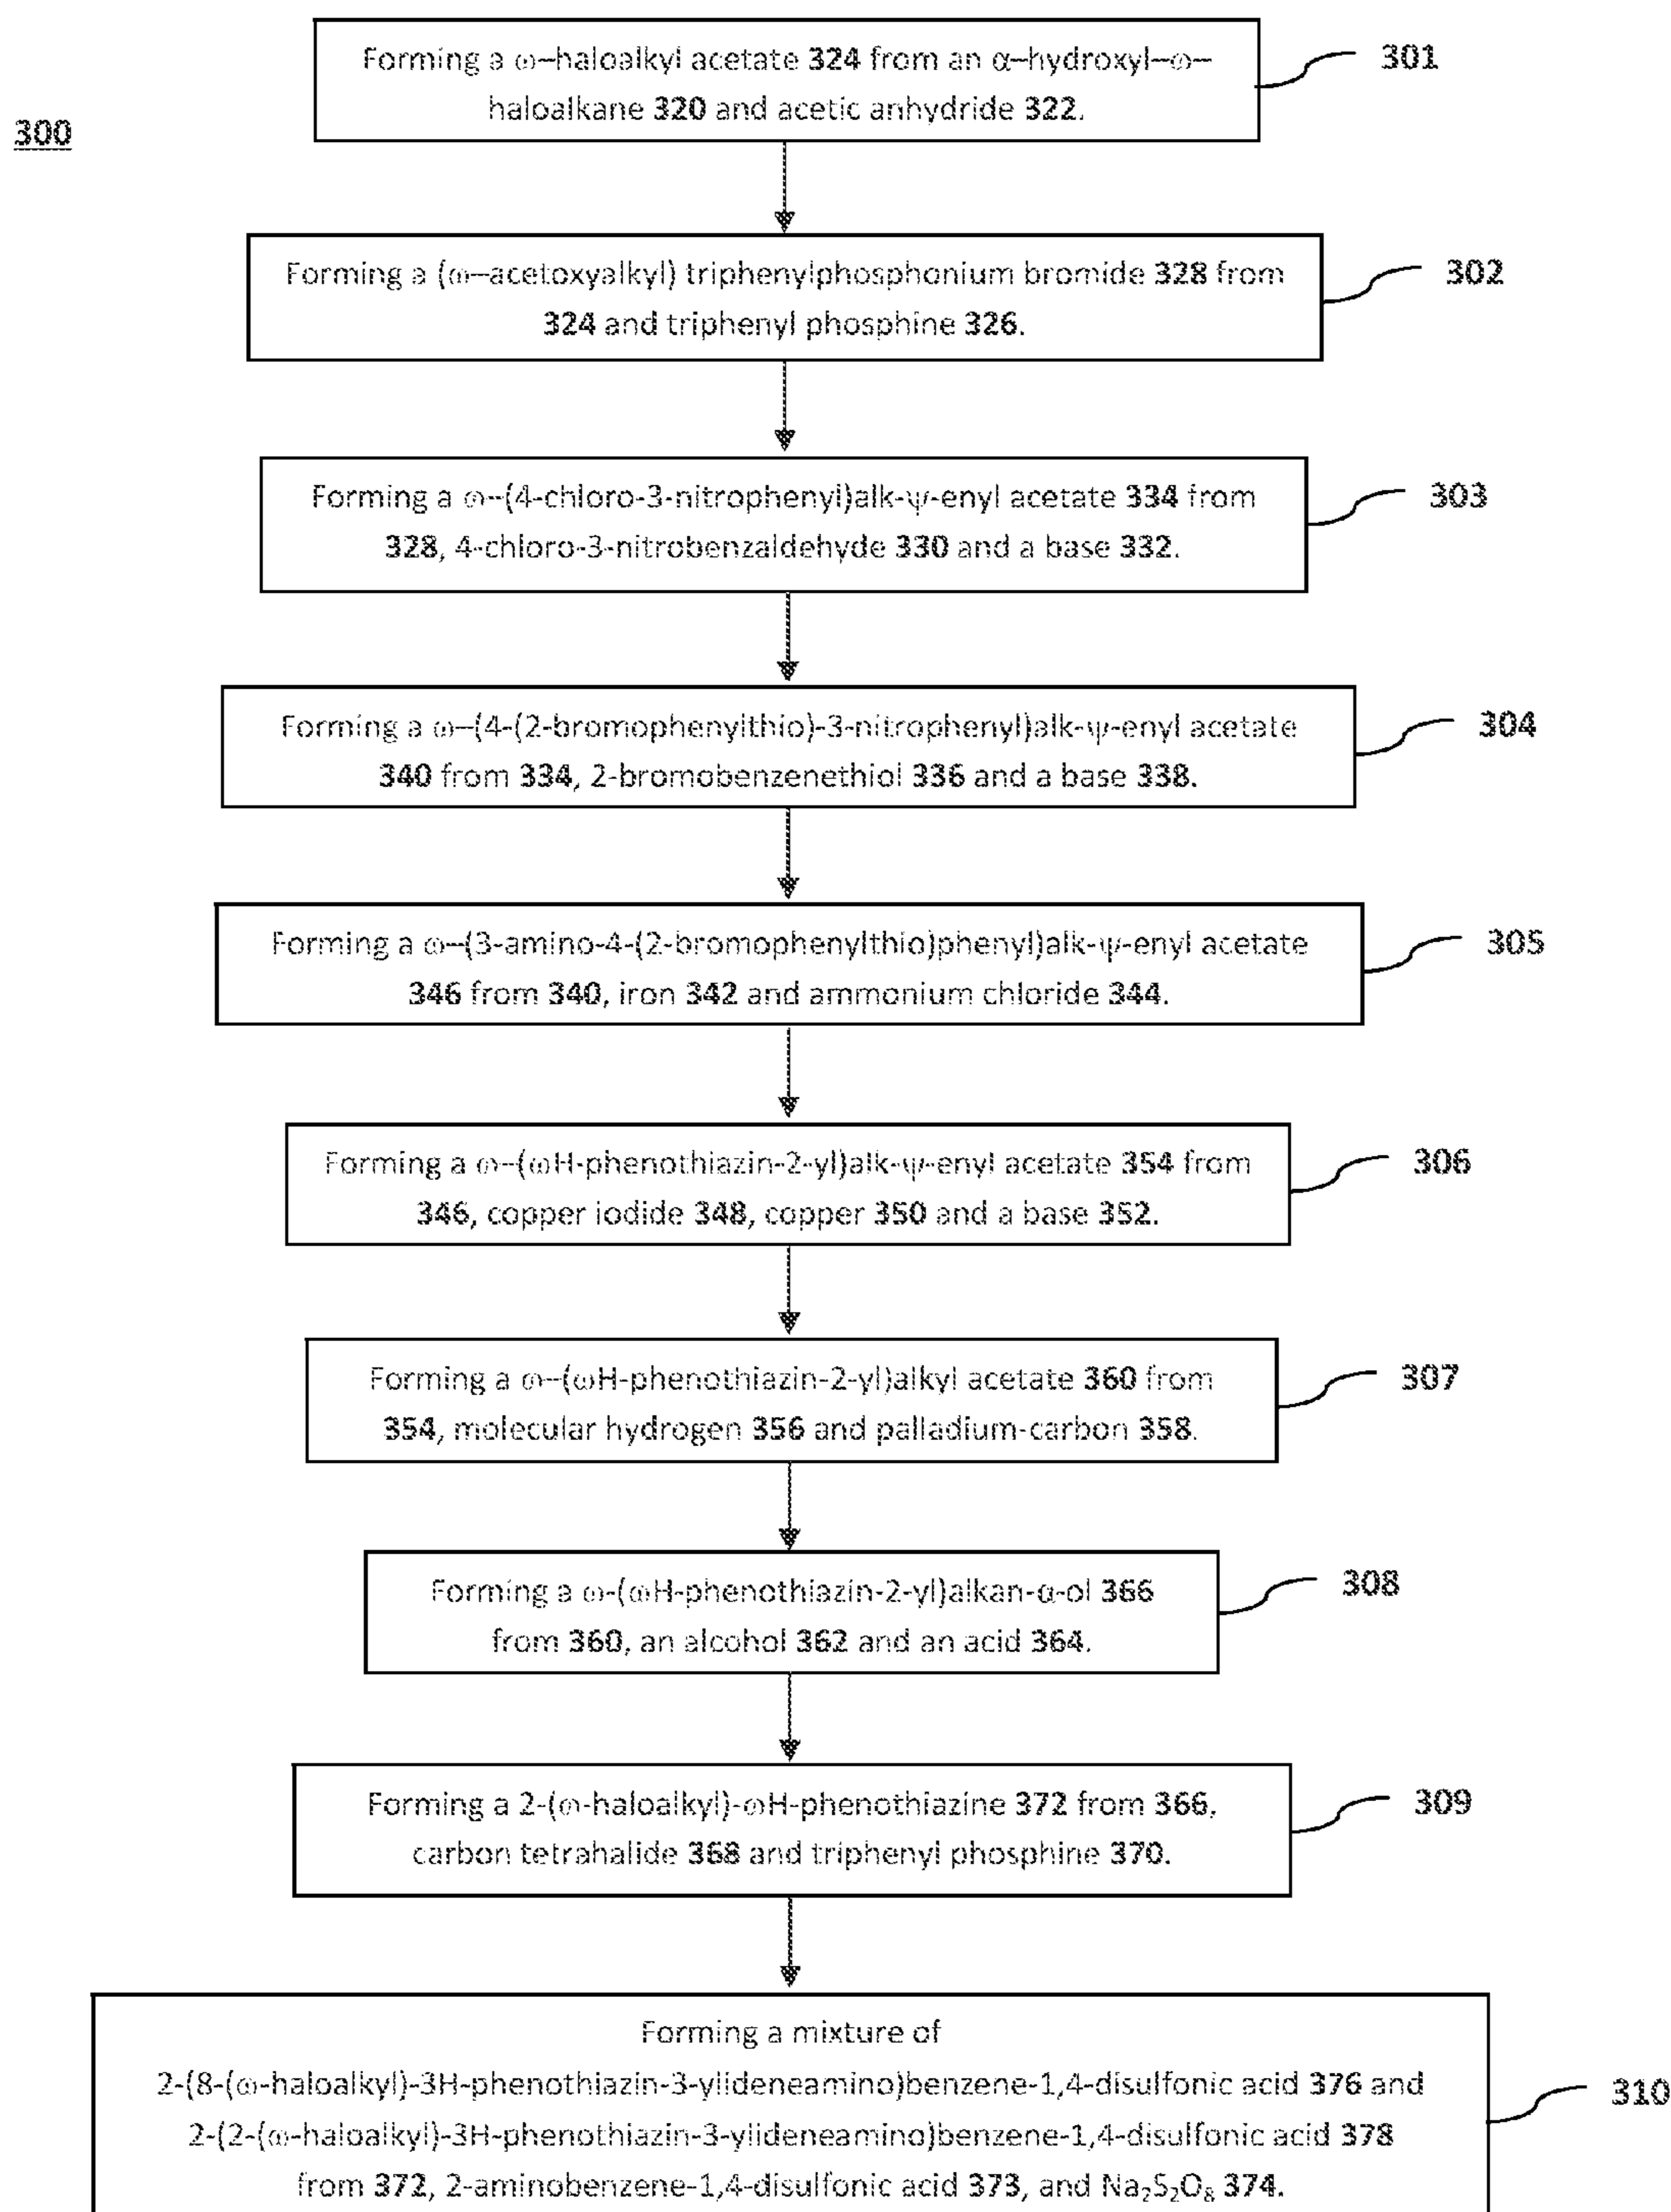 300
Forming a ω–haloalkyl acetate 324 from an α–hydroxyl–ω–
haloalkane 320 and acetic anhydride 322.
301
Forming a (ω–acetoxyalkyl) triphenylphosphonium bromide 328 from
324 and triphenyl phosphine 326.
302
Forming a ω–(4-chloro-3-nitrophenyl)alk-ψ-enyl acetate 334 from
328, 4-chloro-3-nitrobenzaldehyde 330 and a base 332.
303
Forming a ω–(4-(2-bromophenylthio)-3-nitrophenyl)alk-ψ-enyl acetate
340 from 334, 2-bromobenzenethiol 336 and a base 338.
304
Forming a ω–(3-amino-4-(2-bromophenylthio)phenyl)alk-ψ-enyl acetate
346 from 340, iron 342 and ammonium chloride 344.
305
Forming a ω–(ωH-phenothiazin-2-yl)alk-ψ-enyl acetate 354 from
346, copper iodide 348, copper 350 and a base 352.
306
Forming a ω–(ωH-phenothiazin-2-yl)alkyl acetate 360 from
354, molecular hydrogen 356 and palladium-carbon 358.
307
Forming a ω-(ωH-phenothiazin-2-yl)alkan-α-ol 366
from 360, an alcohol 362 and an acid 364.
308
Forming a 2-(ω-haloalkyl)-ωH-phenothiazine 372 from 366,
carbon tetrahalide 368 and triphenyl phosphine 370.
309
Forming a mixture of
2-(8-(ω-haloalkyl)-3H-phenothiazin-3-ylideneamino)benzene-1,4-disulfonic acid 376 and
2-(2-(ω-haloalkyl)-3H-phenothiazin-3-ylideneamino)benzene-1,4-disulfonic acid 378
from 372, 2-aminobenzene-1,4-disulfonic acid 373, and Na₂S₂O₈ 374.
310